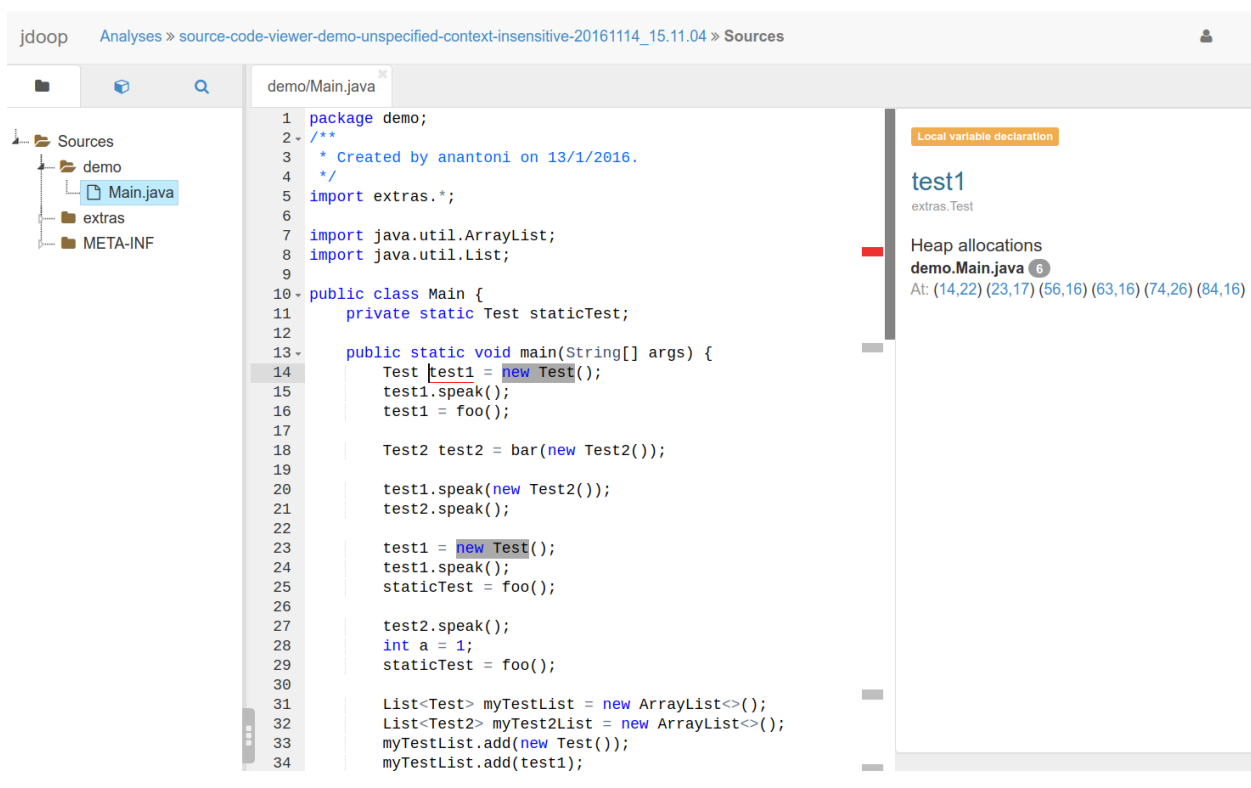 jdoop Analyses » source-code-viewer-demo-unspecified-context-insensitive-20161114_15.11.04 » Sources
demo/Main.java
Sources
demo
Main.java
extras
META-INF
1 package demo;
2 /**
3  * Created by anantoni on 13/1/2016.
4  */
5 import extras.*;
6
7 import java.util.ArrayList;
8 import java.util.List;
9
10 public class Main {
11     private static Test staticTest;
12
13     public static void main(String[] args) {
14         Test test1 = new Test();
15         test1.speak();
16         test1 = foo();
17
18         Test2 test2 = bar(new Test2());
19
20         test1.speak(new Test2());
21         test2.speak();
22
23         test1 = new Test();
24         test1.speak();
25         staticTest = foo();
26
27         test2.speak();
28         int a = 1;
29         staticTest = foo();
30
31         List<Test> myTestList = new ArrayList<>();
32         List<Test2> myTest2List = new ArrayList<>();
33         myTestList.add(new Test());
34         myTestList.add(test1);
Local variable declaration
test1
extras.Test
Heap allocations
demo.Main.java 6
At: (14,22) (23,17) (56,16) (63,16) (74,26) (84,16)